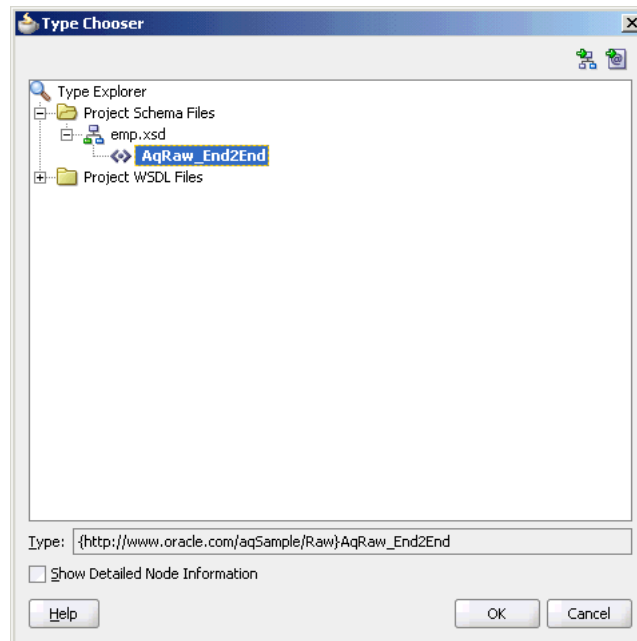 Type Chooser
Type Explorer
Project Schema Files
emp.xsd
AqRaw_End2End
Project WSDL Files
Type: {http://www.oracle.com/aqSample/Raw}AqRaw_End2End
Show Detailed Node Information
Help OK Cancel